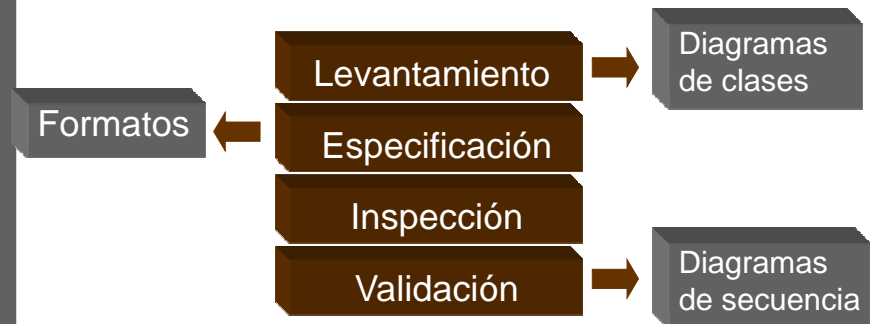 Levantamiento
Diagramas
de clases
Formatos
Especificación
Inspección
Validación
Diagramas
de secuencia